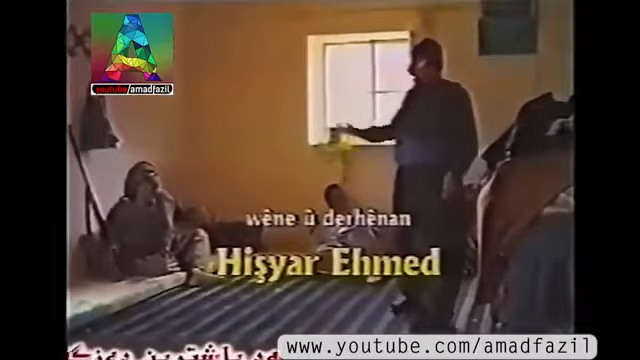 youtube/amadfazil
wêne û derhênan
Hişyar Ehmed
www.youtube.com/amadfazil